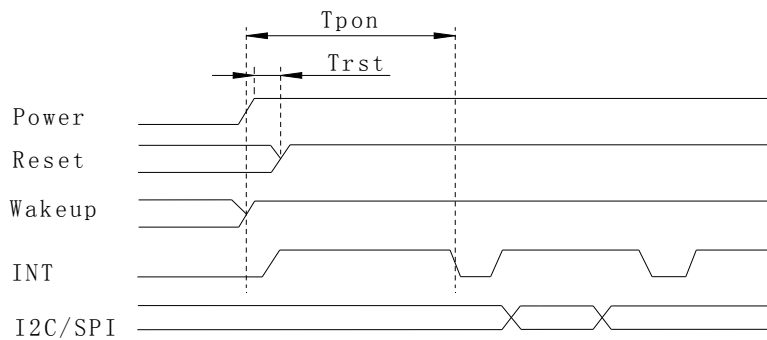 Tpon
Trst
Power
Reset
Wakeup
INT
I2C/SPI